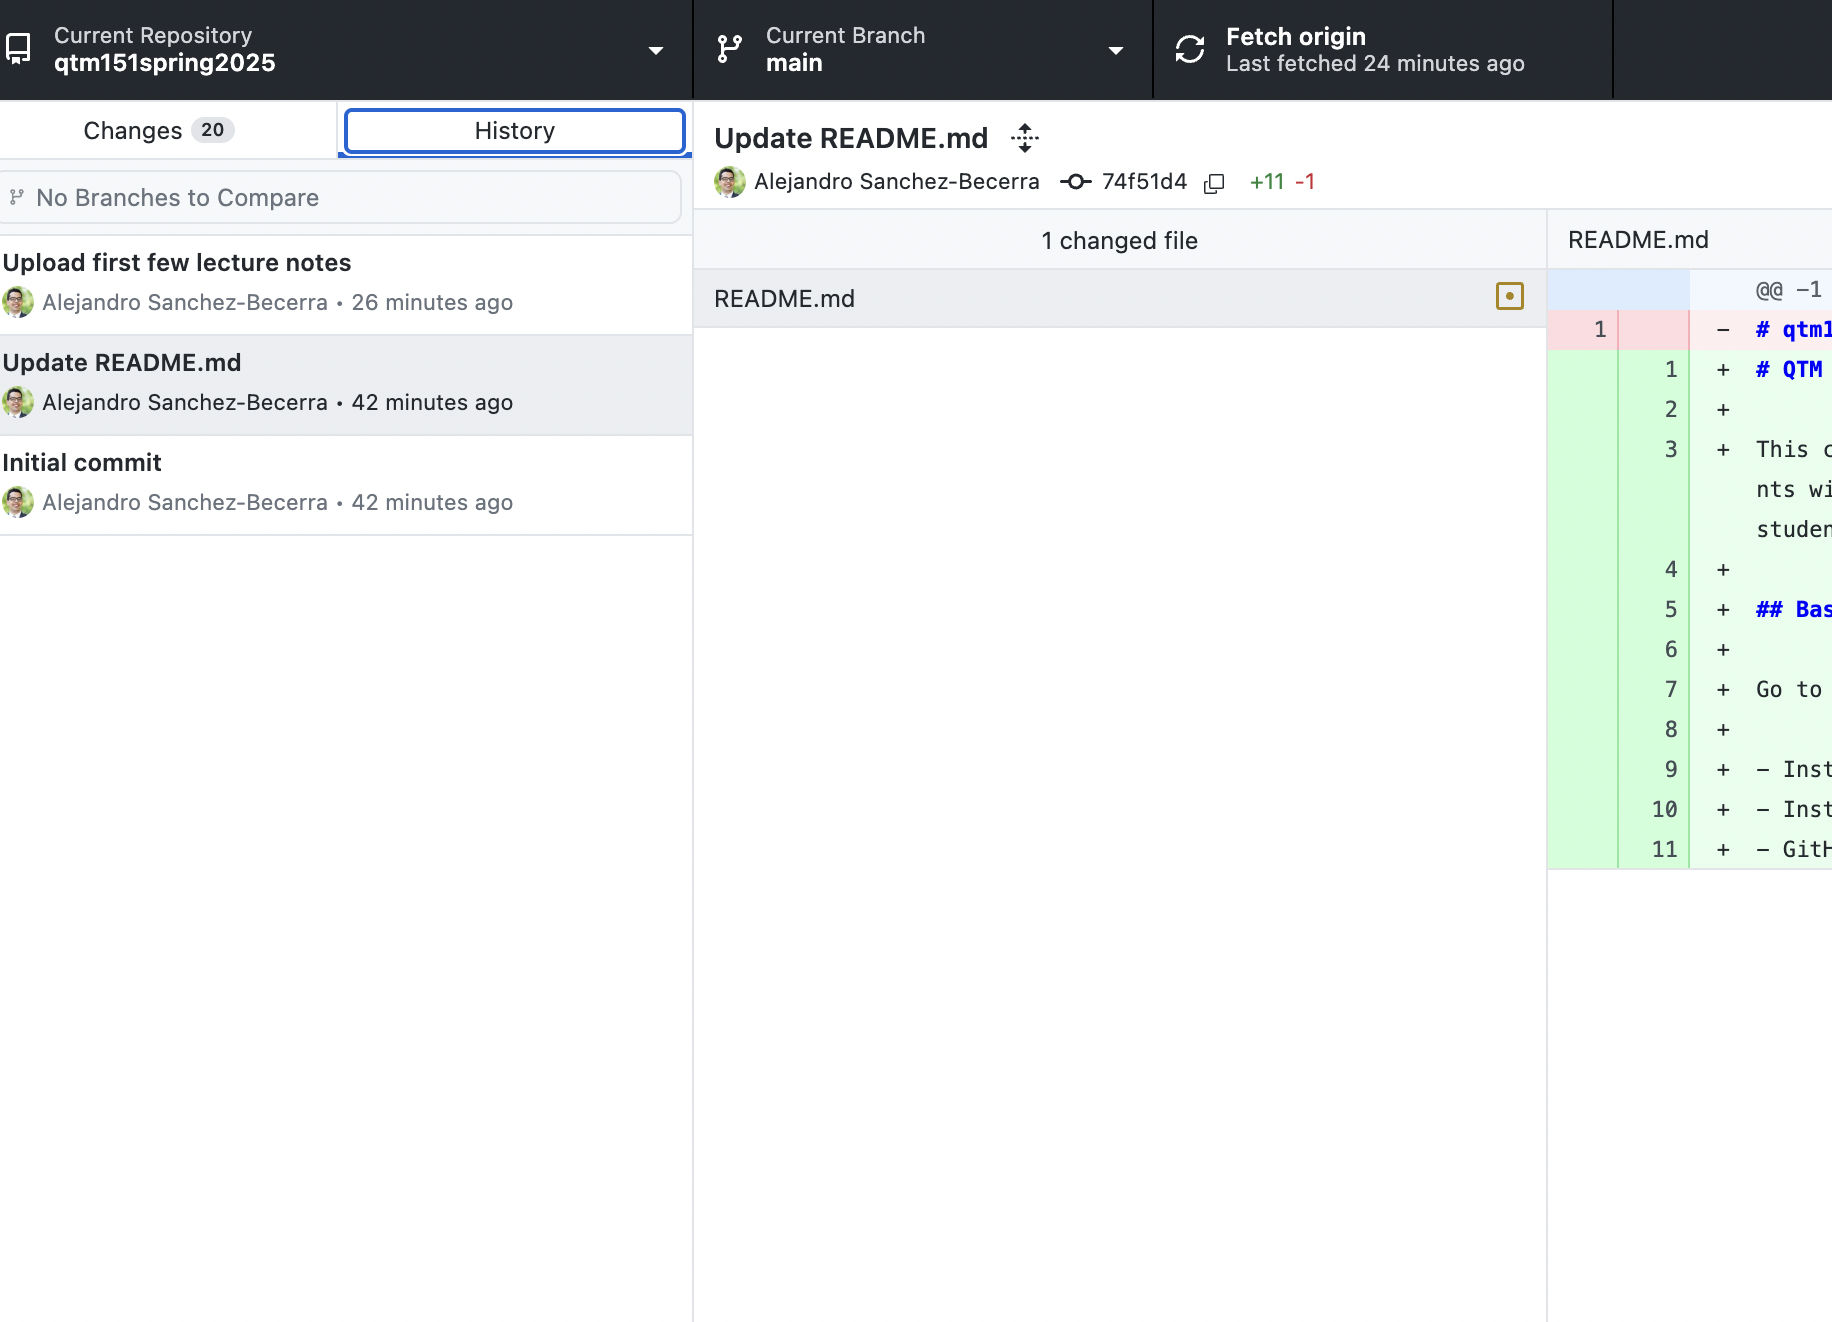 Current Repository
qtm151spring2025
Current Branch
main
Fetch origin
Last fetched 24 minutes ago
Changes 20
History
No Branches to Compare
Upload first few lecture notes
Alejandro Sanchez-Becerra • 26 minutes ago
Update README.md
Alejandro Sanchez-Becerra • 42 minutes ago
Initial commit
Alejandro Sanchez-Becerra • 42 minutes ago
Update README.md
Alejandro Sanchez-Becerra 74f51d4 +11 -1
1 changed file
README.md
README.md
@@ -1
1 - # qtm1
1 + # QTM
2 +
3 + This c
nts wi
studen
4 +
5 + ## Bas
6 +
7 + Go to
8 +
9 + - Inst
10 + - Inst
11 + - GitH